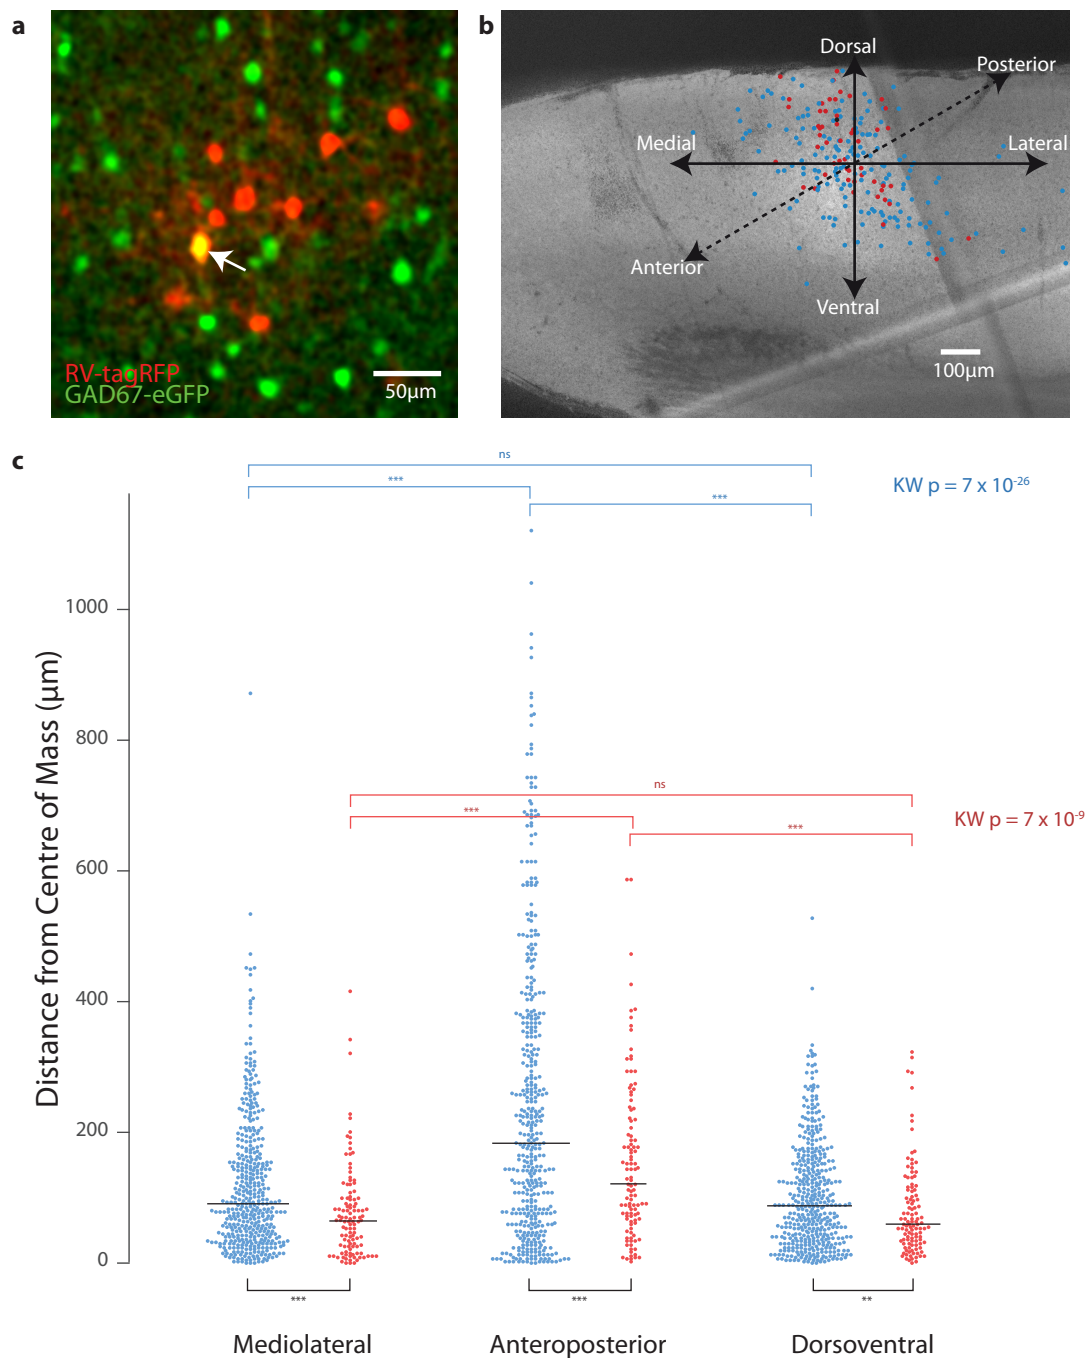 a
RV-tagRFP
GAD67-eGFP
50µm
b
Dorsal
Posterior
Medial
Lateral
Anterior
Ventral
100µm
c
ns
***
***
KW p = 7 x 10-26
ns
***
***
KW p = 7 x 10-9
Distance from Centre of Mass (µm)
1000
800
600
400
200
0
***
***
**
Mediolateral
Anteroposterior
Dorsoventral